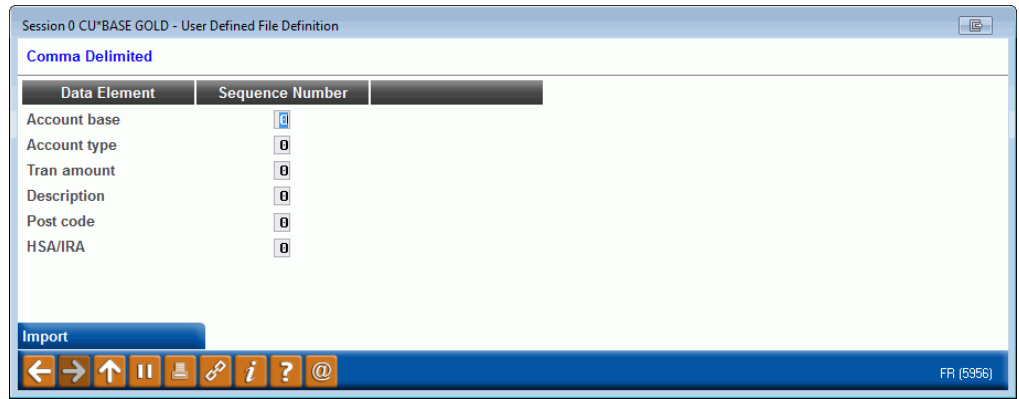 Session 0 CU*BASE GOLD - User Defined File Definition
Comma Delimited
Data Element Sequence Number
Account base 0
Account type 0
Tran amount 0
Description 0
Post code 0
HSA/IRA 0
Import
i ? @
FR (5956)